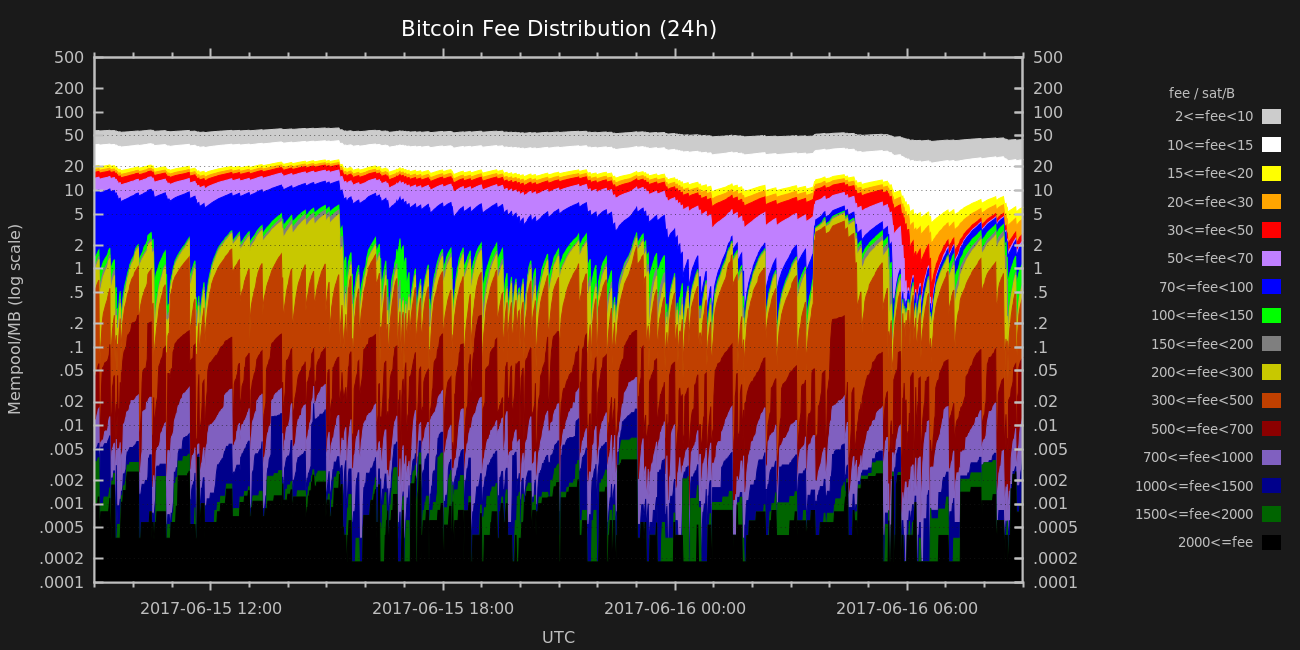 Bitcoin Fee Distribution (24h)
500 500
200 200
100 100
50 50
20 20
10 10
5 5
2 2
1 1
.5 .5
.2 .2
.1 .1
.05 .05
.02 .02
.01 .01
.005 .005
.002 .002
.001 .001
.0005 .0005
.0002 .0002
.0001 .0001
Mempool/MB (log scale)
2017-06-15 12:00 2017-06-15 18:00 2017-06-16 00:00 2017-06-16 06:00
UTC
fee / sat/B
2<=fee<10
10<=fee<15
15<=fee<20
20<=fee<30
30<=fee<50
50<=fee<70
70<=fee<100
100<=fee<150
150<=fee<200
200<=fee<300
300<=fee<500
500<=fee<700
700<=fee<1000
1000<=fee<1500
1500<=fee<2000
2000<=fee